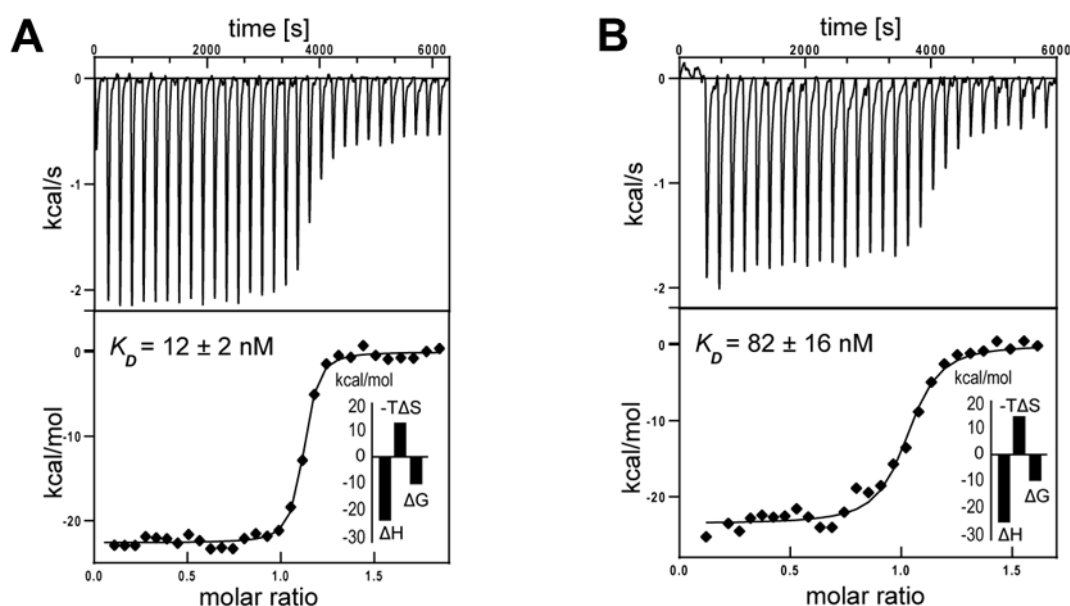 A
time [s]
0 2000 4000 6000
0
-1
-2
kcal/s
K_D = 12 ± 2 nM
0
-10
-20
kcal/mol
kcal/mol
20
10
0
-10
-20
-30
-TΔS
ΔG
ΔH
0.0 0.5 1.0 1.5
molar ratio
B
time [s]
0 2000 4000 6000
0
-1
-2
kcal/s
K_D = 82 ± 16 nM
0
-10
-20
kcal/mol
kcal/mol
20
10
0
-10
-20
-30
-TΔS
ΔG
ΔH
0.0 0.5 1.0 1.5
molar ratio